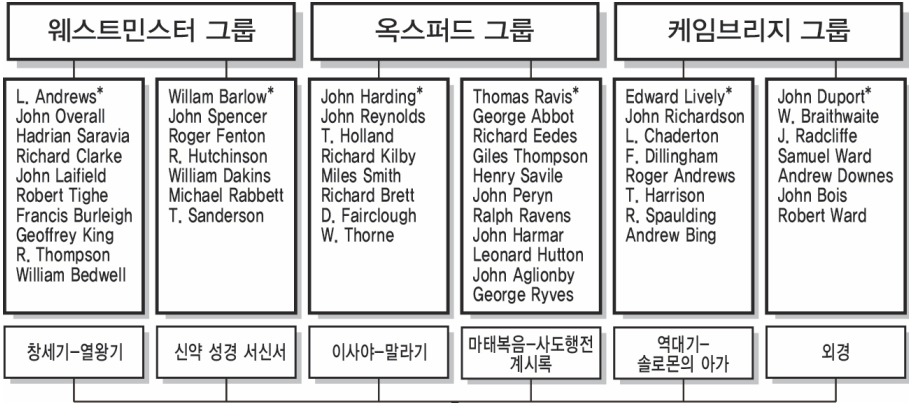 웨스트민스터 그룹
옥스퍼드 그룹
케임브리지 그룹
L. Andrews*
John Overall
Hadrian Saravia
Richard Clarke
John Laifield
Robert Tighe
Francis Burleigh
Geoffrey King
R. Thompson
William Bedwell
Willam Barlow*
John Spencer
Roger Fenton
R. Hutchinson
William Dakins
Michael Rabbett
T. Sanderson
John Harding*
John Reynolds
T. Holland
Richard Kilby
Miles Smith
Richard Brett
D. Fairclough
W. Thorne
Thomas Ravis*
George Abbot
Richard Eedes
Giles Thompson
Henry Savile
John Peryn
Ralph Ravens
John Harmar
Leonard Hutton
John Aglionby
George Ryves
Edward Lively*
John Richardson
L. Chaderton
F. Dillingham
Roger Andrews
T. Harrison
R. Spaulding
Andrew Bing
John Duport*
W. Braithwaite
J. Radcliffe
Samuel Ward
Andrew Downes
John Bois
Robert Ward
창세기-열왕기
신약 성경 서신서
이사야-말라기
마태복음-사도행전
계시록
역대기-
솔로몬의 아가
외경